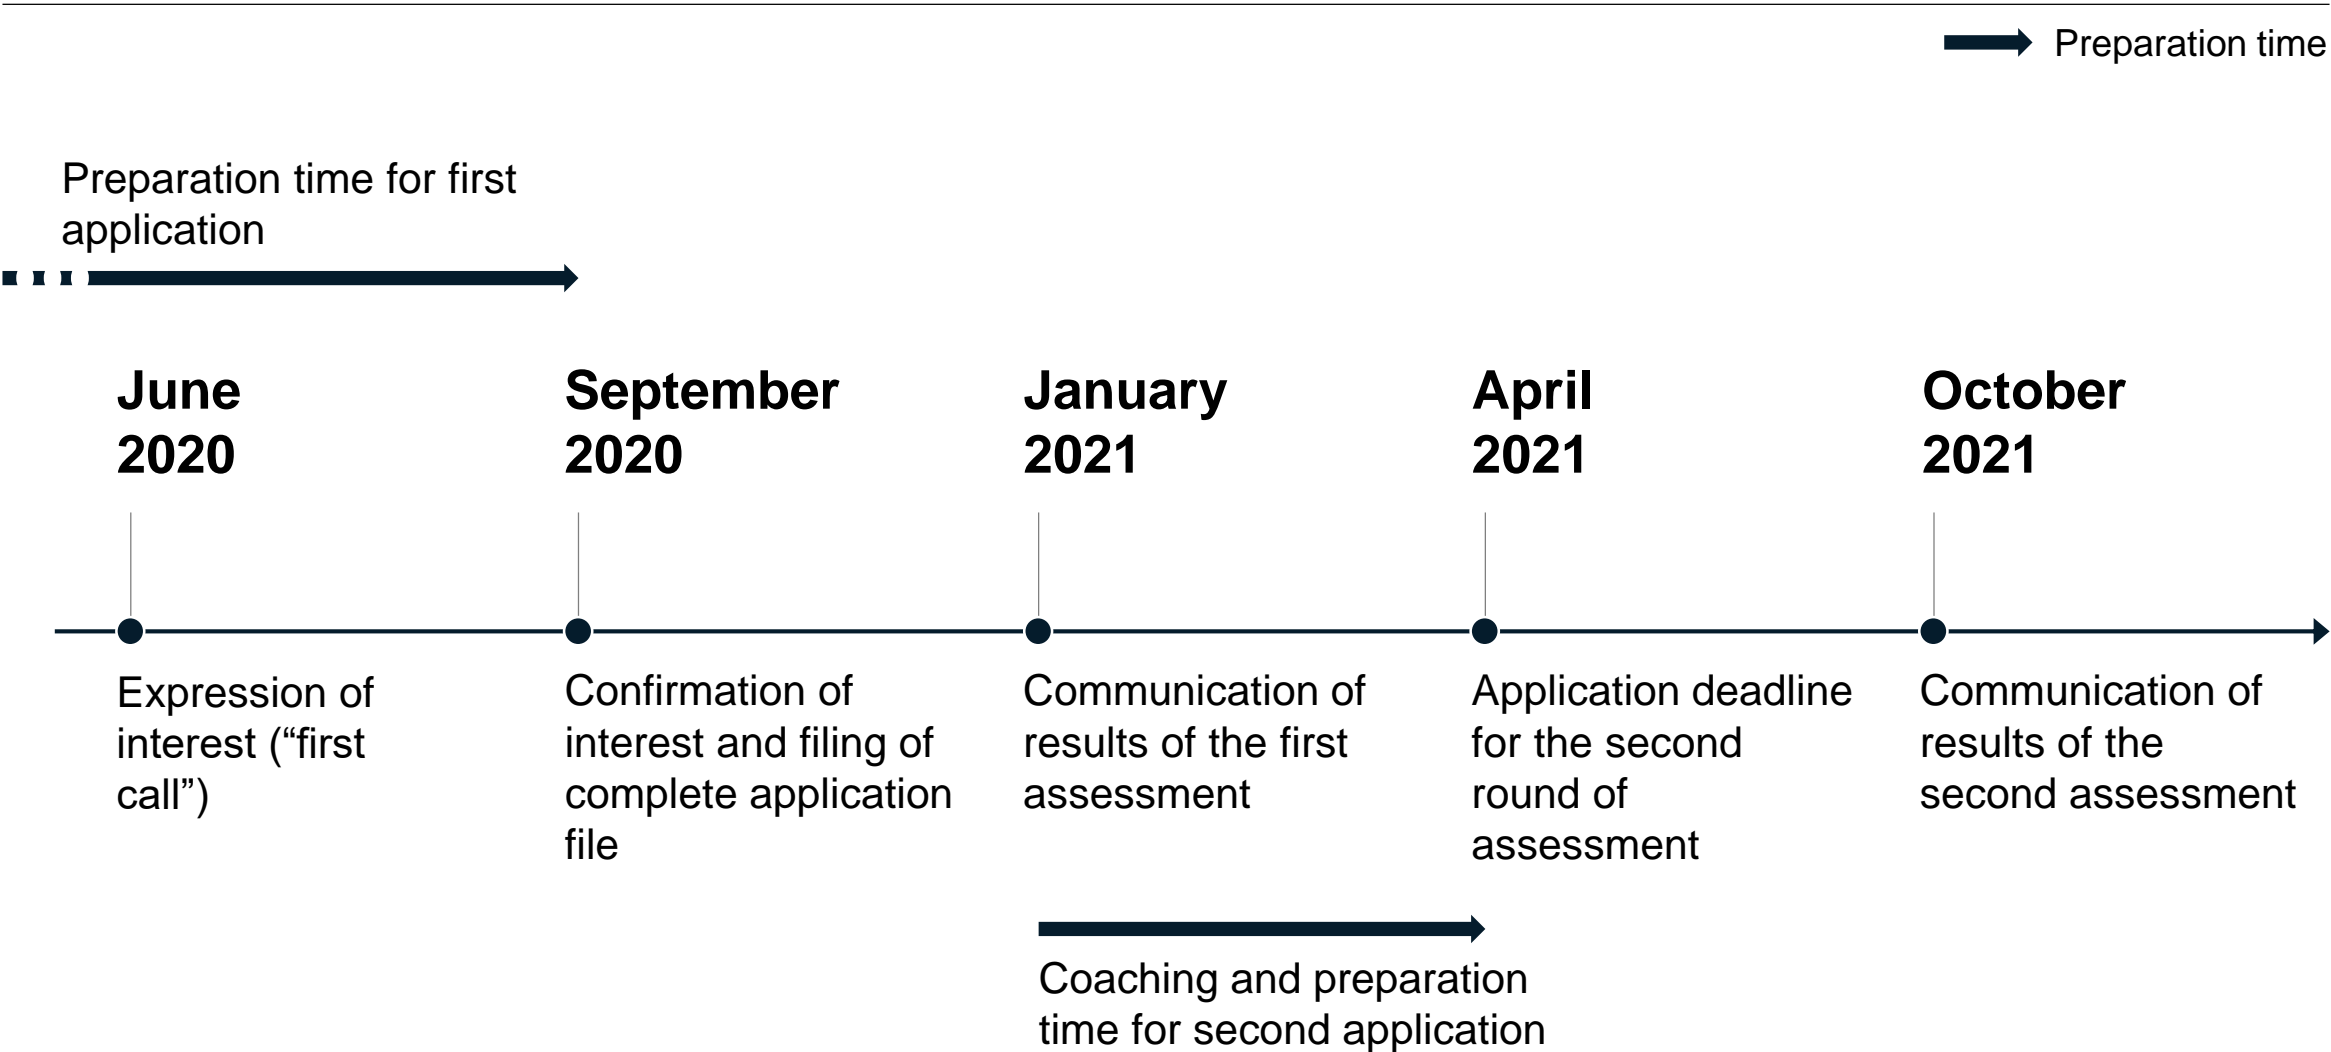 Preparation time
Preparation time for first
application
June
2020
September
2020
January
2021
April
2021
October
2021
Expression of
interest (“first
call”)
Confirmation of
interest and filing of
complete application
file
Communication of
results of the first
assessment
Application deadline
for the second
round of
assessment
Communication of
results of the
second assessment
Coaching and preparation
time for second application